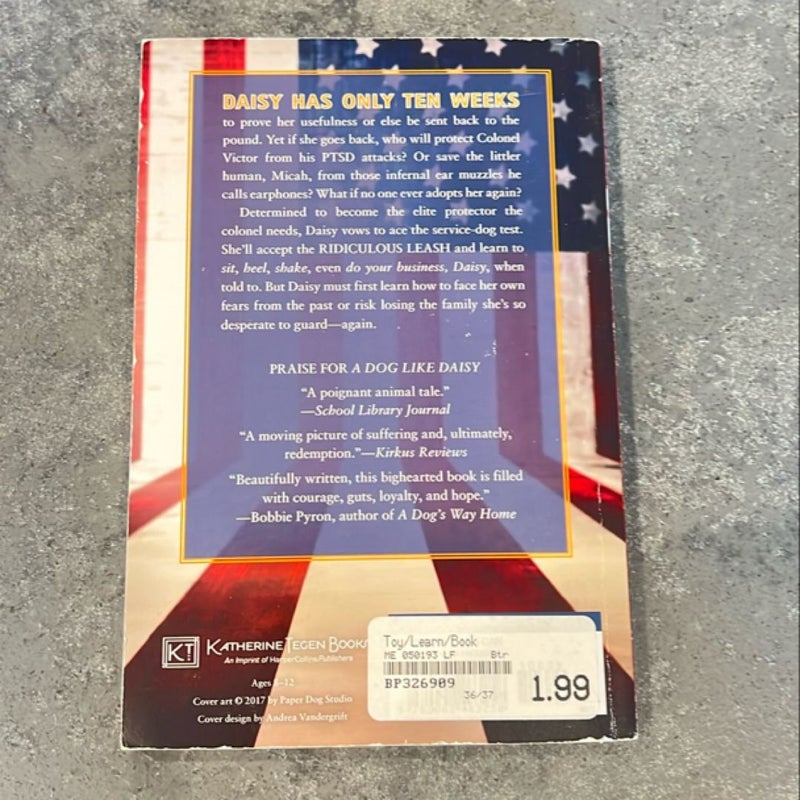 DAISY HAS ONLY TEN WEEKS
to prove her usefulness or else be sent back to the
pound. Yet if she goes back, who will protect Colonel
Victor from his PTSD attacks? Or save the littler
human, Micah, from those infernal ear muzzles he
calls earphones? What if no one ever adopts her again?
Determined to become the elite protector the
colonel needs, Daisy vows to ace the service-dog test.
She'll accept the RIDICULOUS LEASH and learn to
sit, heel, shake, even do your business, Daisy, when
told to. But Daisy must first learn how to face her own
fears from the past or risk losing the family she's so
desperate to guard—again.
PRAISE FOR A DOG LIKE DAISY
“A poignant animal tale.”
—School Library Journal
“A moving picture of suffering and, ultimately,
redemption.”—Kirkus Reviews
“Beautifully written, this bighearted book is filled
with courage, guts, loyalty, and hope.”
—Bobbie Pyron, author of A Dog's Way Home
KT
KATHERINE TEGEN BOOKS
An Imprint of HarperCollinsPublishers
Ages 8–12
Cover art © 2017 by Paper Dog Studio
Cover design by Andrea Vandergrift
Toy/Learn/Book
ME 050193 LF Btr
BP326909
36/37
1.99